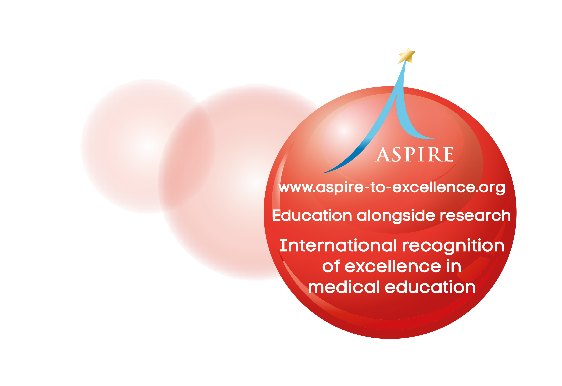 ASPIRE
www.aspire-to-excellence.org
Education alongside research
International recognition
of excellence in
medical education